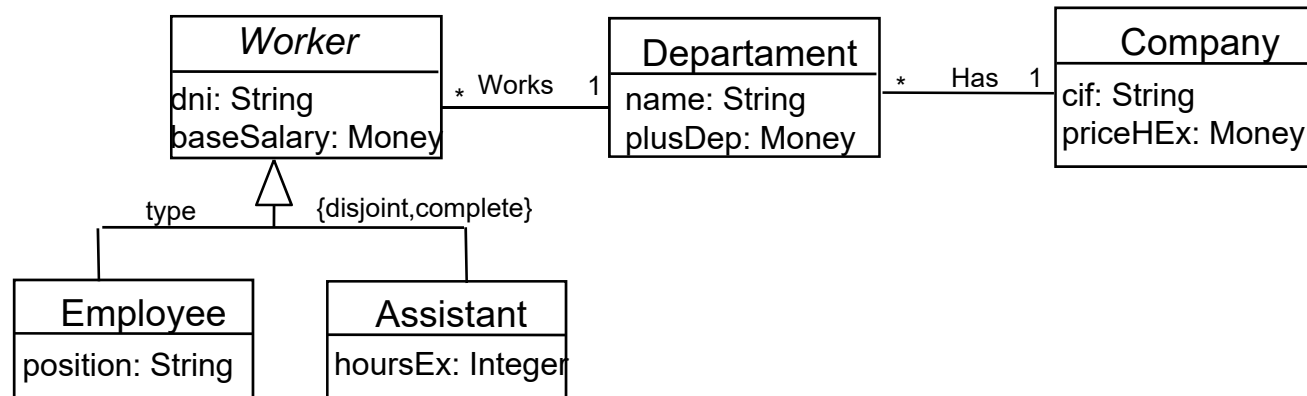 Worker
dni: String
baseSalary: Money
* Works 1
Departament
name: String
plusDep: Money
* Has 1
Company
cif: String
priceHEx: Money
type
{disjoint,complete}
Employee
position: String
Assistant
hoursEx: Integer